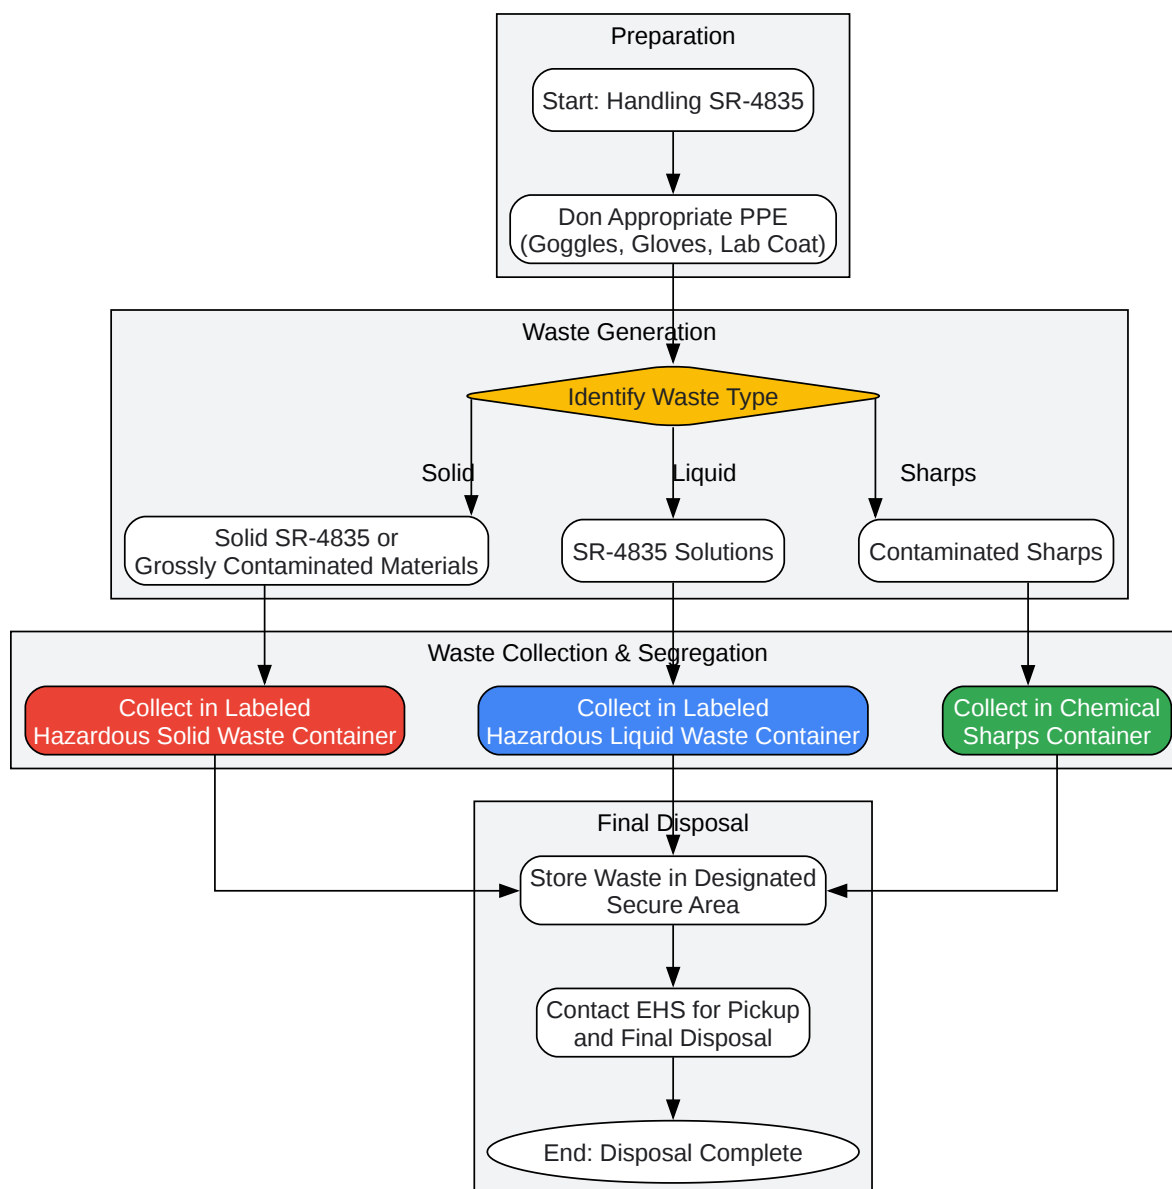 Preparation
Start: Handling SR-4835
Don Appropriate PPE
(Goggles, Gloves, Lab Coat)
Waste Generation
Identify Waste Type
Solid
Liquid
Sharps
Solid SR-4835 or
Grossly Contaminated Materials
SR-4835 Solutions
Contaminated Sharps
Waste Collection & Segregation
Collect in Labeled
Hazardous Solid Waste Container
Collect in Labeled
Hazardous Liquid Waste Container
Collect in Chemical
Sharps Container
Final Disposal
Store Waste in Designated
Secure Area
Contact EHS for Pickup
and Final Disposal
End: Disposal Complete